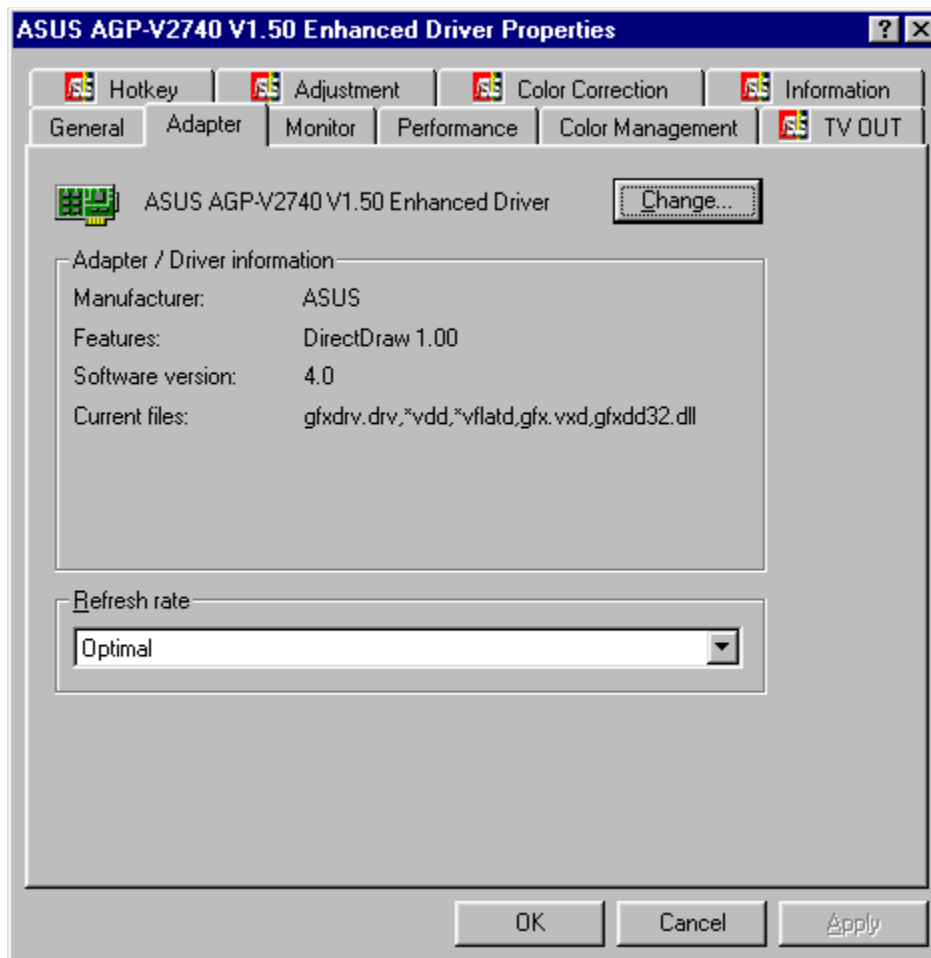 ASUS AGP-V2740 V1.50 Enhanced Driver Properties
Hotkey Adjustment Color Correction Information
General Adapter Monitor Performance Color Management TV OUT
ASUS AGP-V2740 V1.50 Enhanced Driver Change...
Adapter / Driver information
Manufacturer: ASUS
Features: DirectDraw 1.00
Software version: 4.0
Current files: gfxdrv.drv,*vdd,*vflatd,gfx.vxd,gfxdd32.dll
Refresh rate
Optimal
OK Cancel Apply